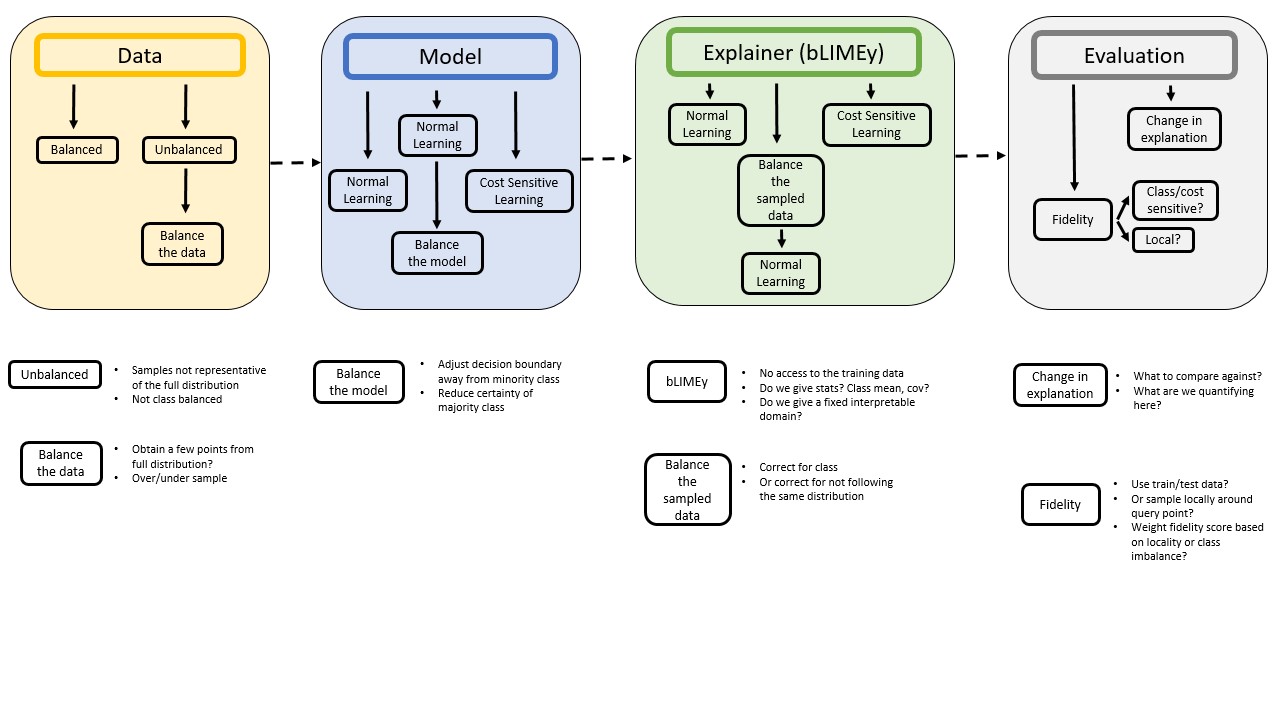 Data
Balanced
Unbalanced
Balance
the data
Model
Normal
Learning
Normal
Learning
Cost Sensitive
Learning
Balance
the model
Explainer (bLIMEy)
Normal
Learning
Cost Sensitive
Learning
Balance
the
sampled
data
Normal
Learning
Evaluation
Change in
explanation
Class/cost
sensitive?
Fidelity
Local?
Unbalanced
• Samples not representative
of the full distribution
• Not class balanced
Balance
the data
• Obtain a few points from
full distribution?
• Over/under sample
Balance
the model
• Adjust decision boundary
away from minority class
• Reduce certainty of
majority class
bLIMEy
• No access to the training data
• Do we give stats? Class mean, cov?
• Do we give a fixed interpretable
domain?
Balance
the
sampled
data
• Correct for class
• Or correct for not following
the same distribution
Change in
explanation
• What to compare against?
• What are we quantifying
here?
Fidelity
• Use train/test data?
• Or sample locally around
query point?
• Weight fidelity score based
on locality or class
imbalance?